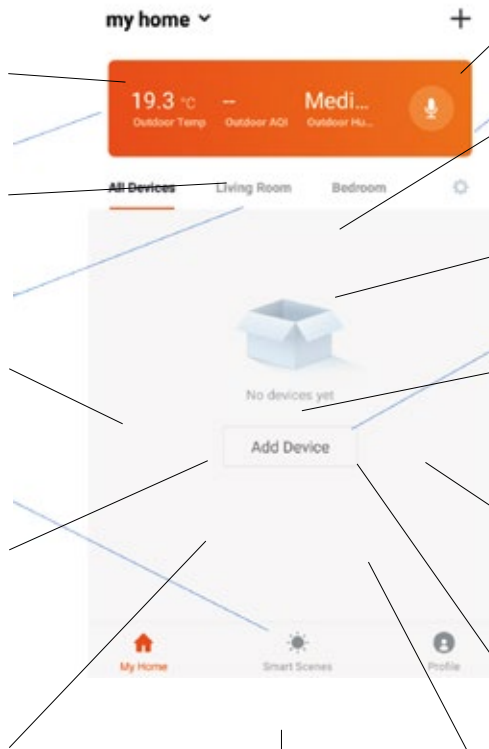 my home
19.3 °C -- Medi...
Outdoor Temp Outdoor AQI Outdoor Hu...
All Devices Living Room Bedroom
No devices yet
Add Device
My Home Smart Scenes Profile